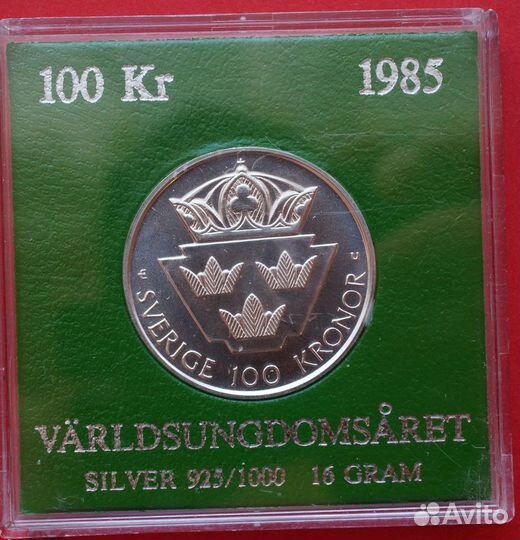 100 Kr 1985
U
SVERIGE 100 KRONOR
VÄRLDSUNGDOMSÅRET
SILVER 925/1000 16 GRAM
Avito